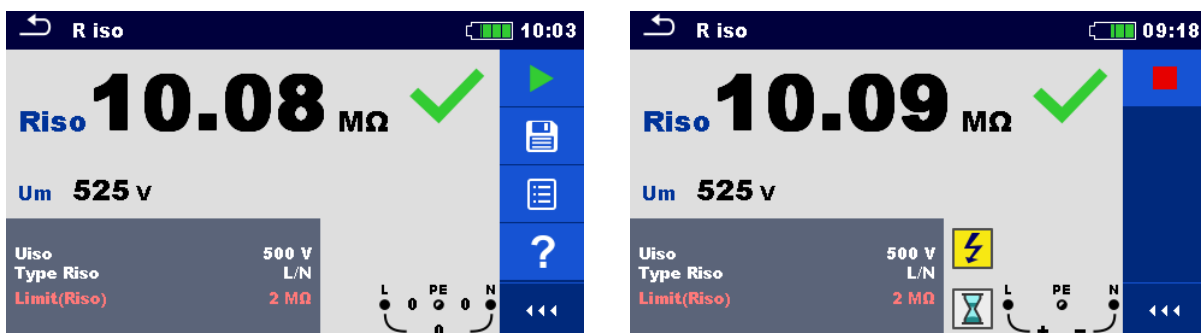 R iso 10:03
Riso 10.08 MΩ
Um 525 V
Uiso 500 V
Type Riso L/N
Limit(Riso) 2 MΩ
L PE N
0 0
0
?
R iso 09:18
Riso 10.09 MΩ
Um 525 V
Uiso 500 V
Type Riso L/N
Limit(Riso) 2 MΩ
L PE N
+ -